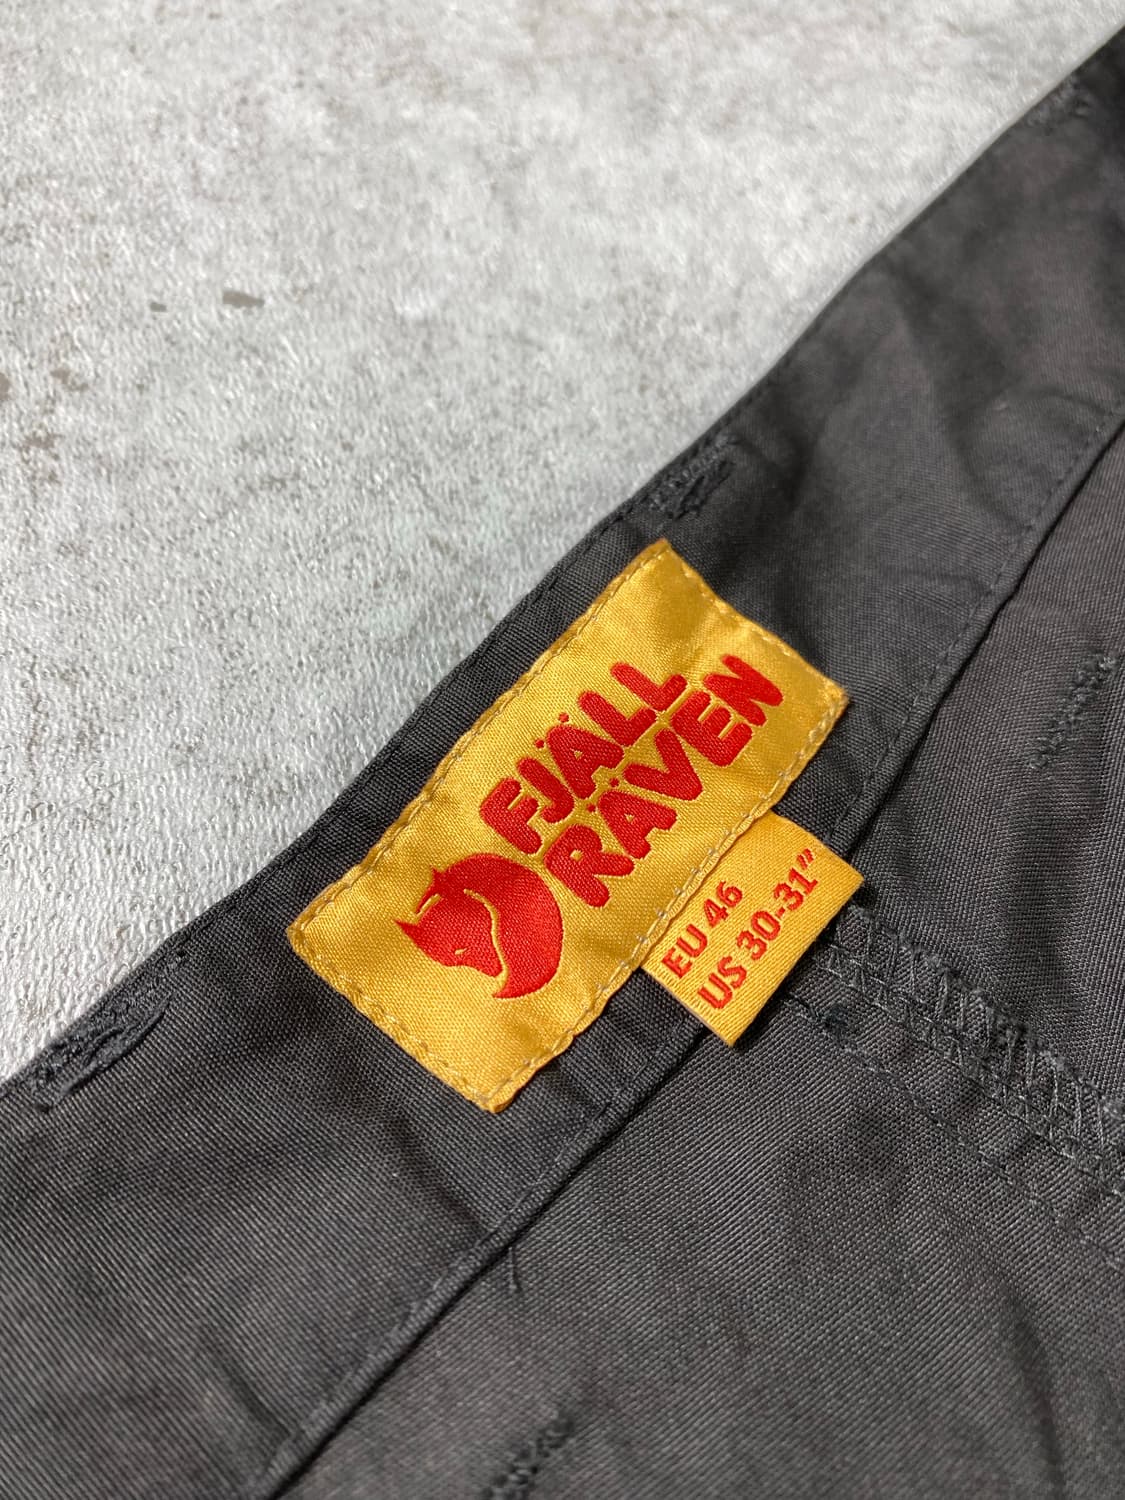 FJÄLL
RÄVEN
EU 46
US 30-31"